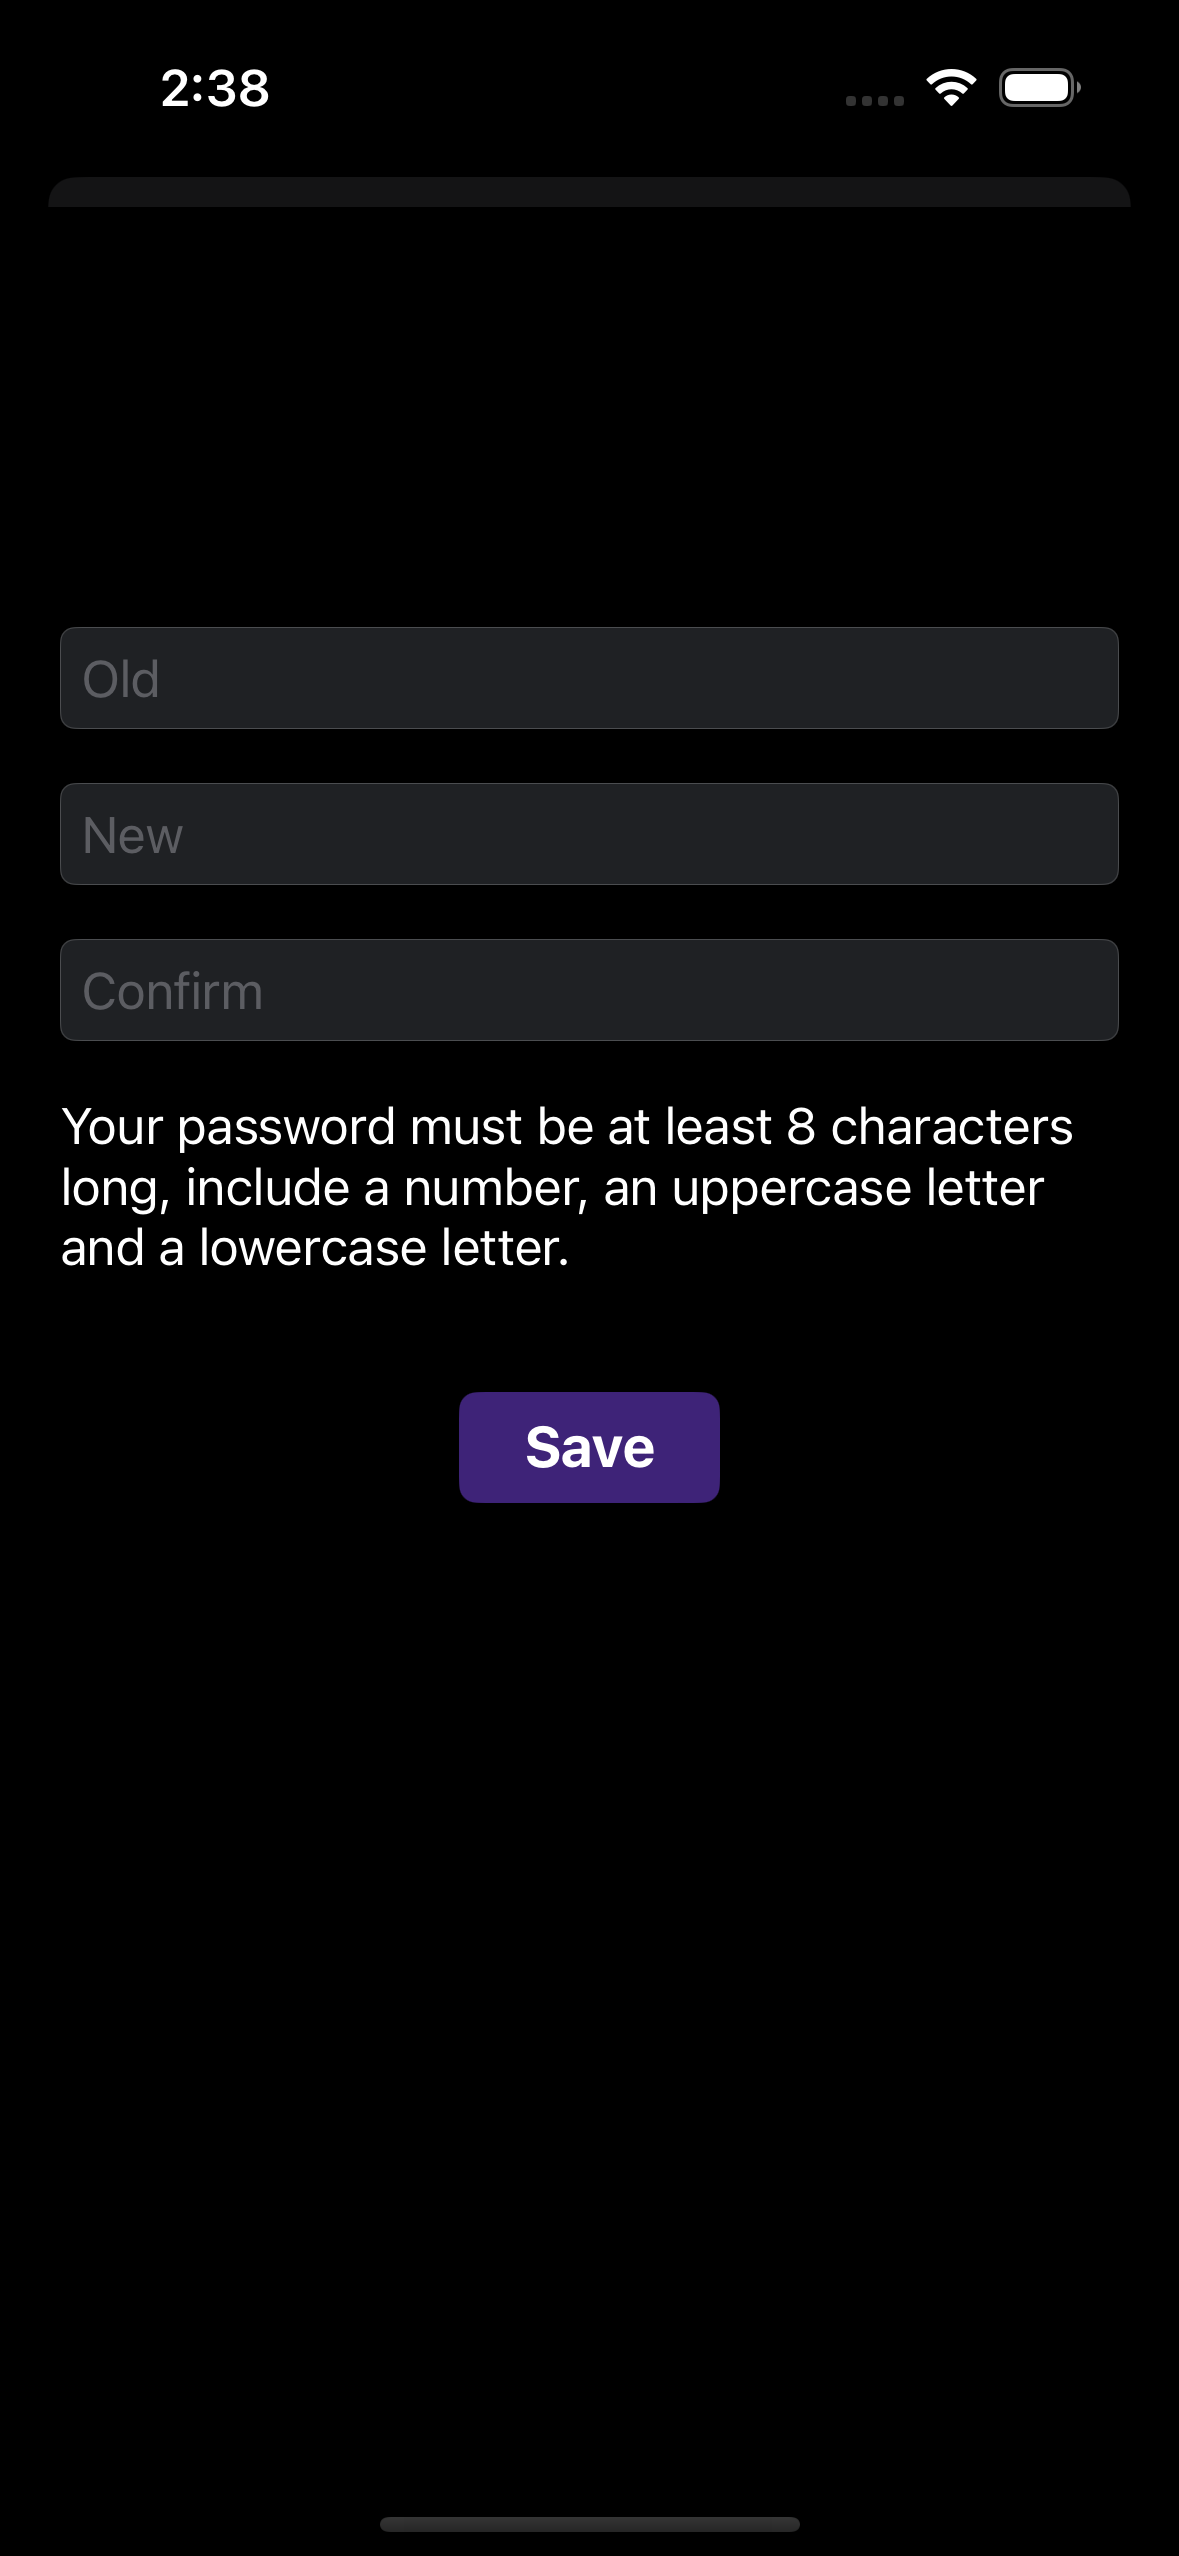 2:38
Old
New
Confirm
Your password must be at least 8 characters
long, include a number, an uppercase letter
and a lowercase letter.
Save